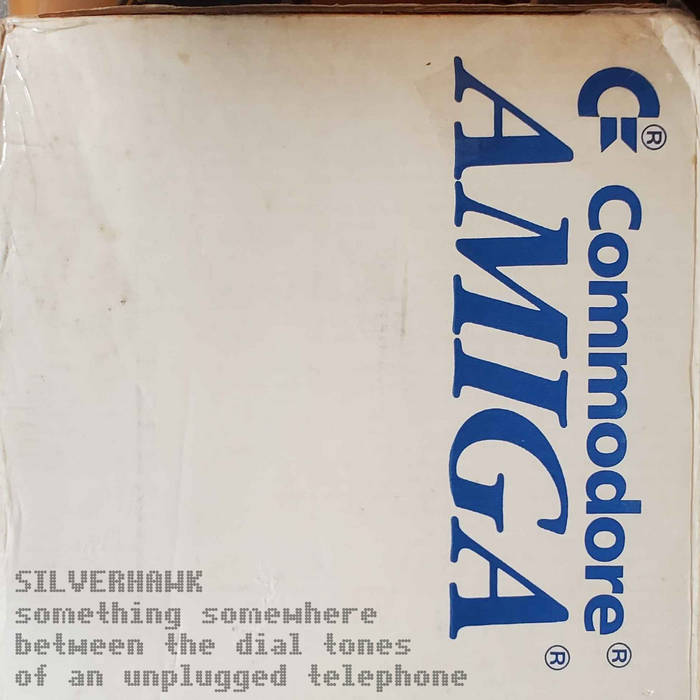 Commodore®
AMIGA®
SILVERHAWK
something somewhere
between the dial tones
of an unplugged telephone